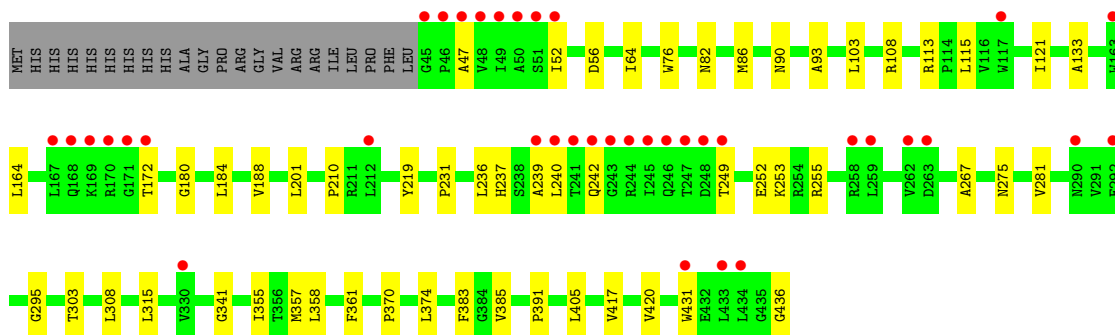 MET HIS HIS HIS HIS HIS HIS HIS HIS ALA GLY PRO ARG GLY VAL ARG ARG ILE LEU LEU PRO PHE LEU G45 P46 A47 V48 I49 A50 S51 I52 D56 I64 W76 N82 M86 N90 A93 L103 R108 R113 P114 L115 V116 W117 I121 A133 W163
L164 L167 Q168 K169 R170 G171 T172 G180 L184 V188 L201 P210 R211 L212 Y219 P231 L236 H237 S238 A239 L240 T241 Q242 G243 R244 I245 Q246 T247 D248 T249 E252 K253 R254 R255 R258 L259 V262 D263 A267 N275 V281 N290 V291
G295 T303 L308 L315 V330 G341 I355 T356 M357 L358 F361 P370 L374 F383 G384 V385 P391 L405 V417 V420 W431 E432 L433 L434 G435 G436